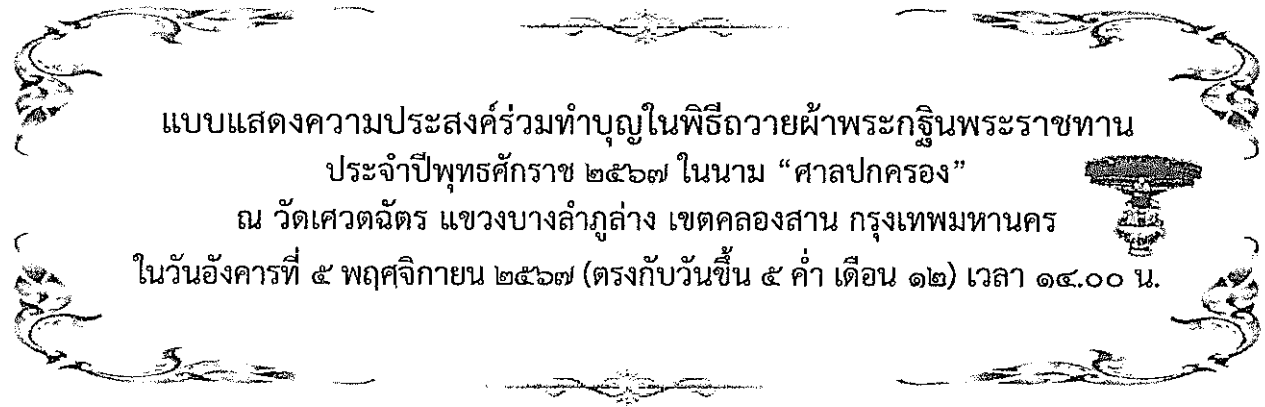 แบบแสดงความประสงค์ร่วมทำบุญในพิธีถวายผ้าพระกฐินพระราชทาน
ประจำปีพุทธศักราช ๒๕๖๗ ในนาม “ศาลปกครอง”
ณ วัดเศวตฉัตร แขวงบางลำภูล่าง เขตคลองสาน กรุงเทพมหานคร
ในวันอังคารที่ ๕ พฤศจิกายน ๒๕๖๗ (ตรงกับวันขึ้น ๕ ค่ำ เดือน ๑๒) เวลา ๑๔.๐๐ น.